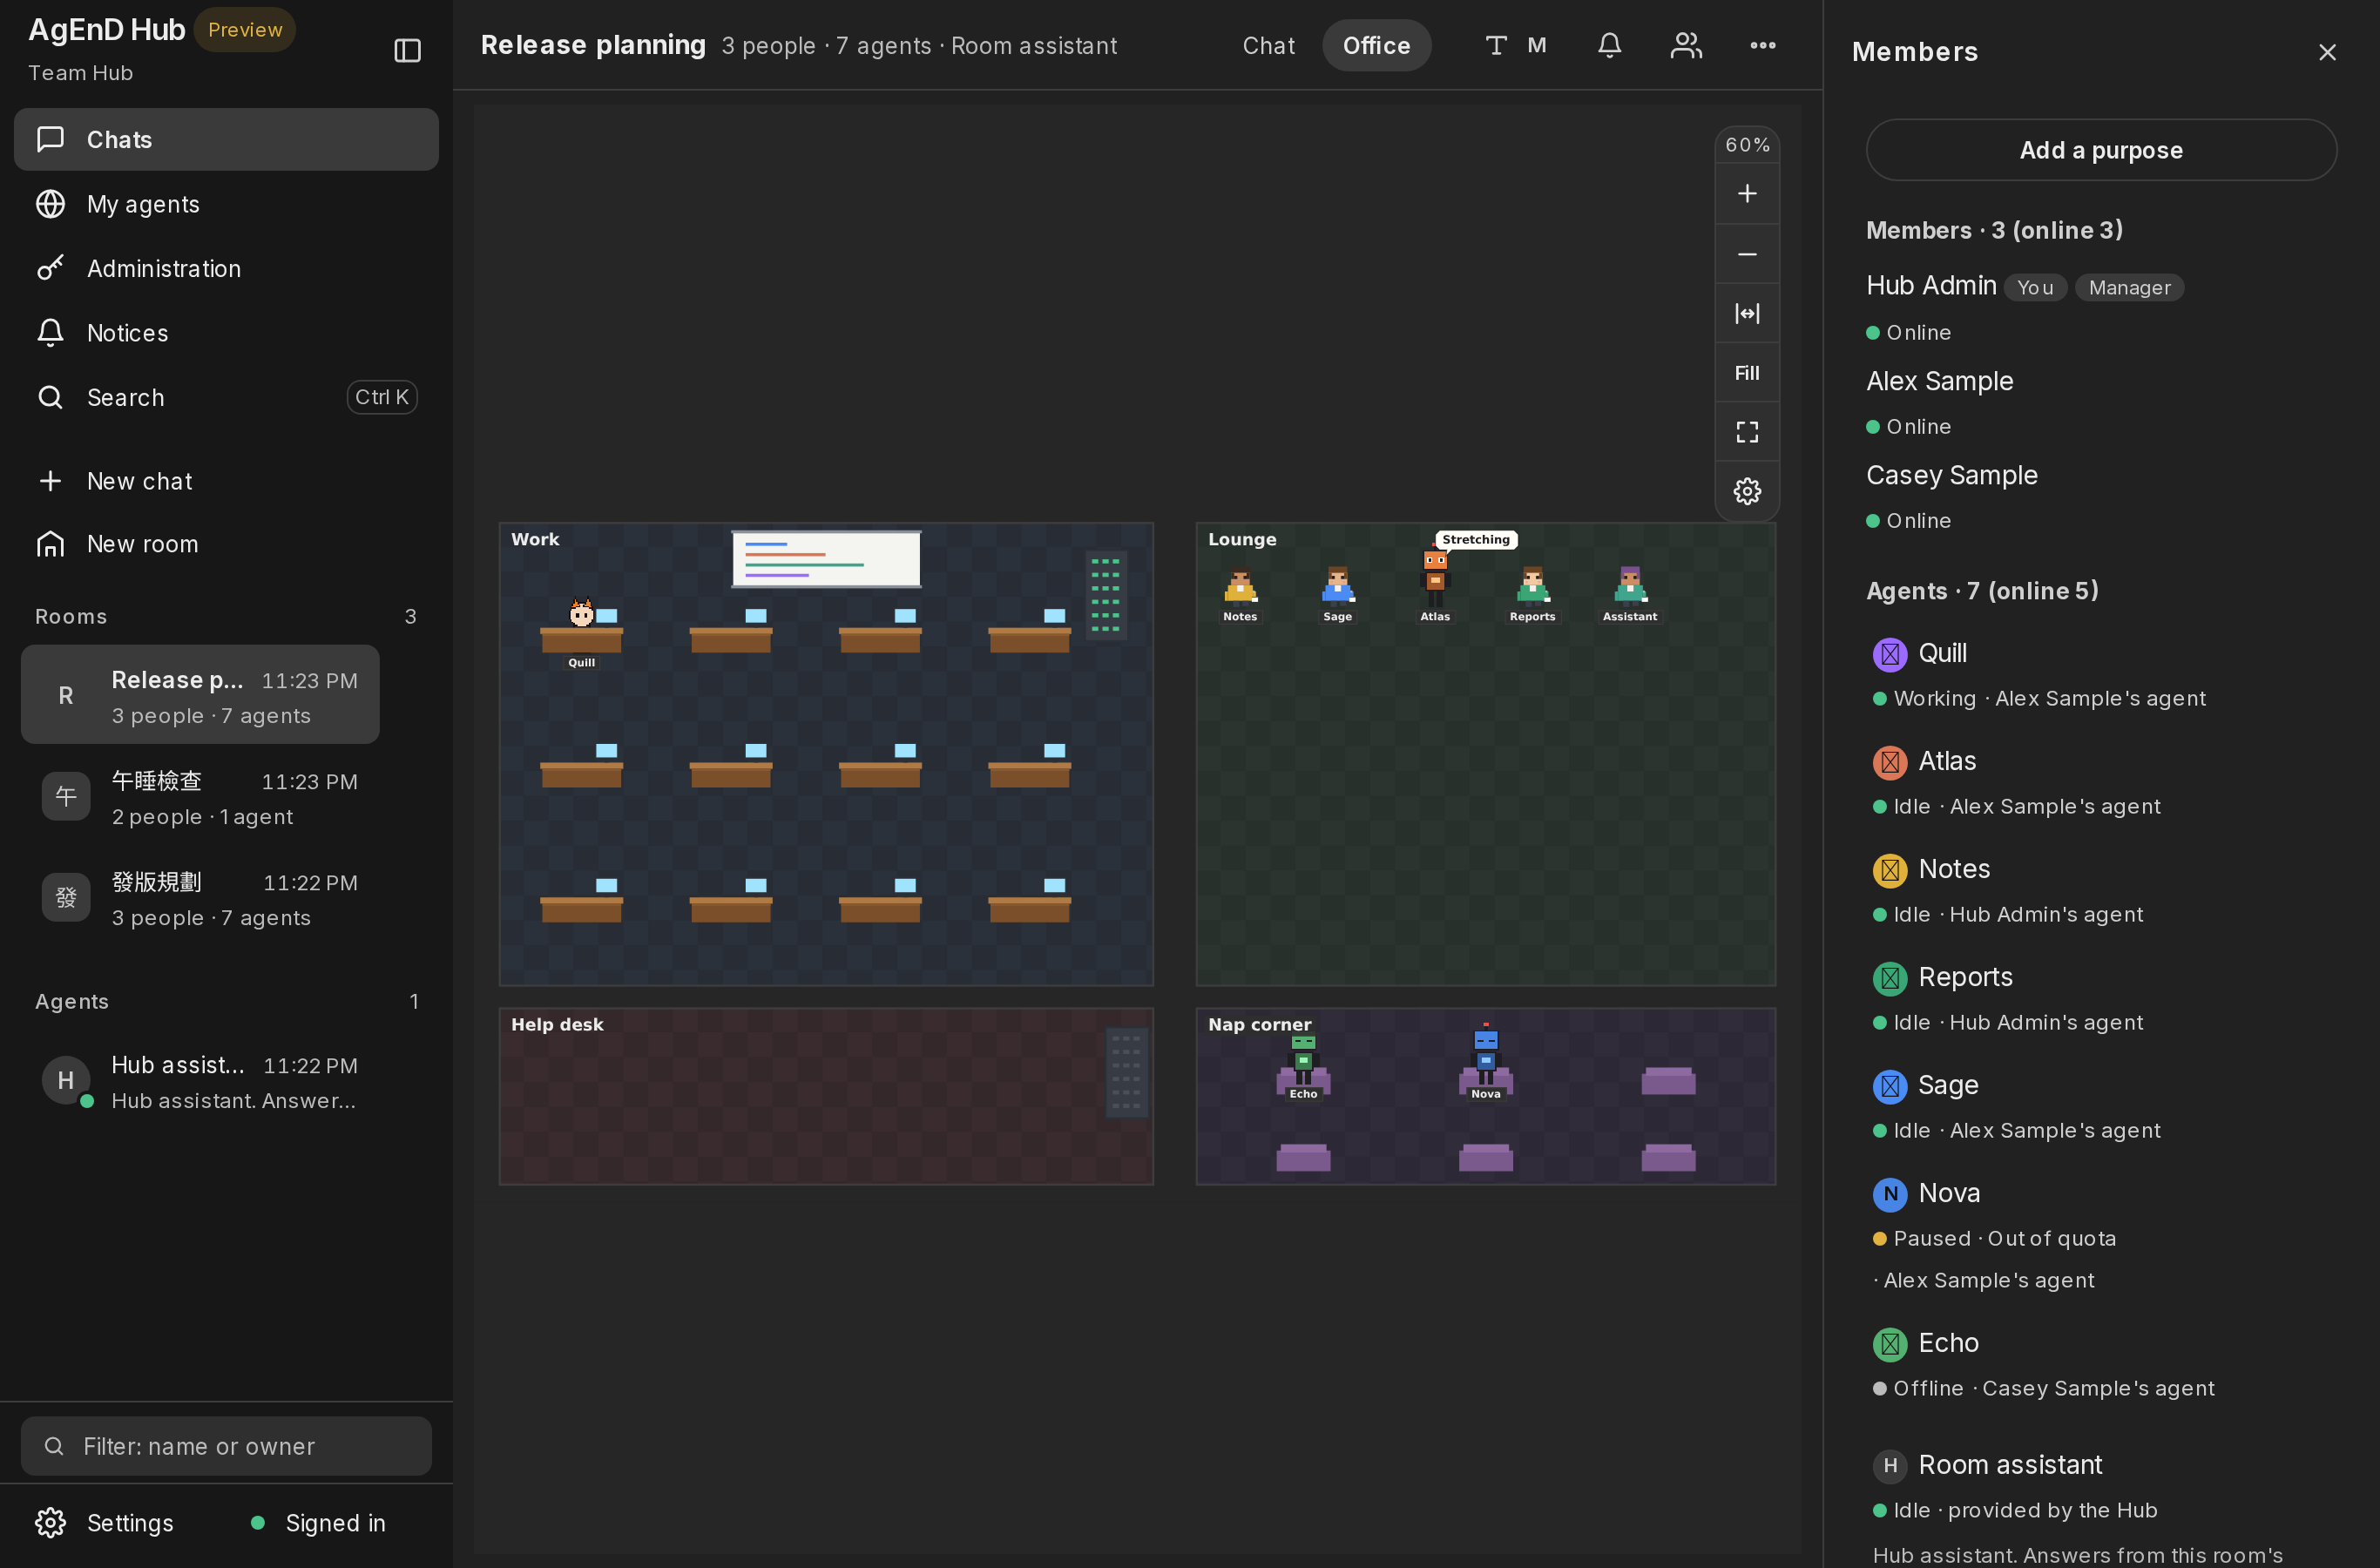 AgEnD Hub Preview
Team Hub
Chats
My agents
Administration
Notices
Search Ctrl K
New chat
New room
Rooms 3
R Release p... 11:23 PM
3 people · 7 agents
午 午睡檢查 11:23 PM
2 people · 1 agent
發 發版規劃 11:22 PM
3 people · 7 agents
Agents 1
H Hub assist... 11:22 PM
Hub assistant. Answer...
Filter: name or owner
Settings Signed in
Release planning 3 people · 7 agents · Room assistant
Chat Office T M
60%
Fill
Work
Quill
Lounge
Stretching
Notes Sage Atlas Reports Assistant
Help desk
Nap corner
Echo Nova
Members
Add a purpose
Members · 3 (online 3)
Hub Admin You Manager
Online
Alex Sample
Online
Casey Sample
Online
Agents · 7 (online 5)
Quill
Working · Alex Sample's agent
Atlas
Idle · Alex Sample's agent
Notes
Idle · Hub Admin's agent
Reports
Idle · Hub Admin's agent
Sage
Idle · Alex Sample's agent
N Nova
Paused · Out of quota
· Alex Sample's agent
Echo
Offline · Casey Sample's agent
H Room assistant
Idle · provided by the Hub
Hub assistant. Answers from this room's